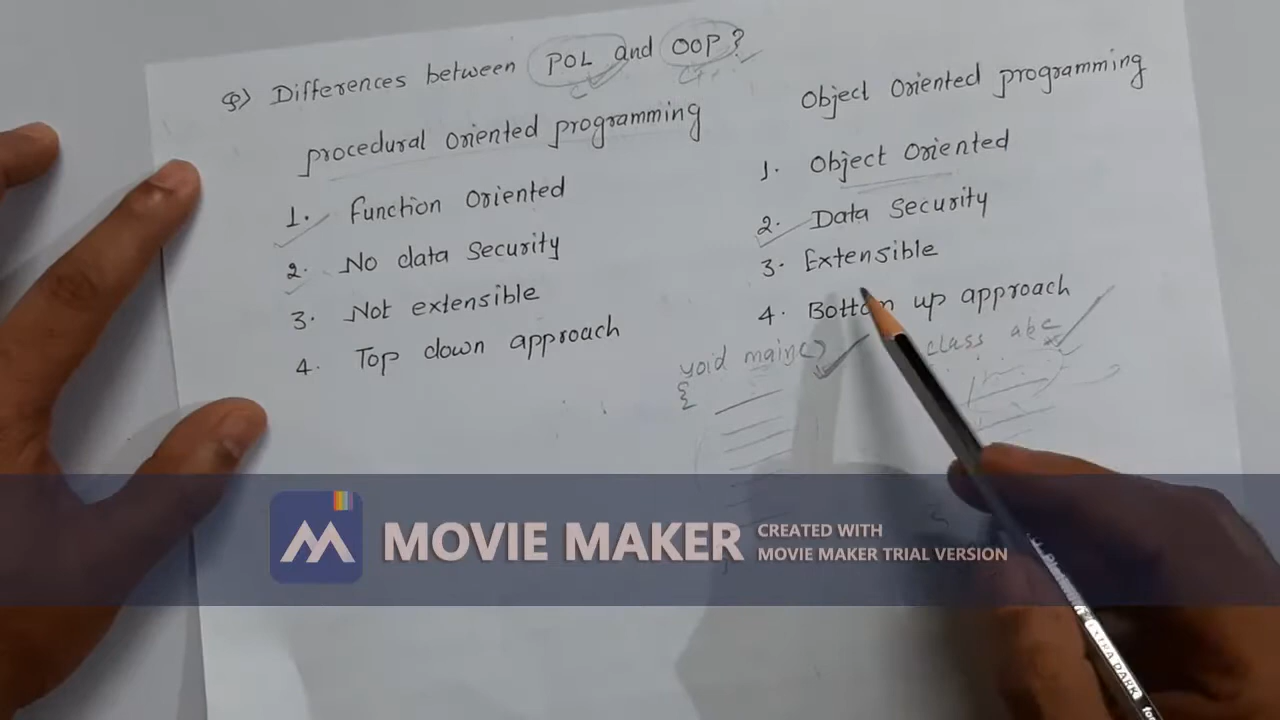 Q) Differences between POL and OOP?
C
C++
procedural Oriented programming
1. Function Oriented
2. No data Security
3. Not extensible
4. Top down approach
Object Oriented programming
1. Object Oriented
2. Data Security
3. Extensible
4. Bottom up approach
void main()
{
class abc
MOVIE MAKER
CREATED WITH
MOVIE MAKER TRIAL VERSION
EXTRA DARK